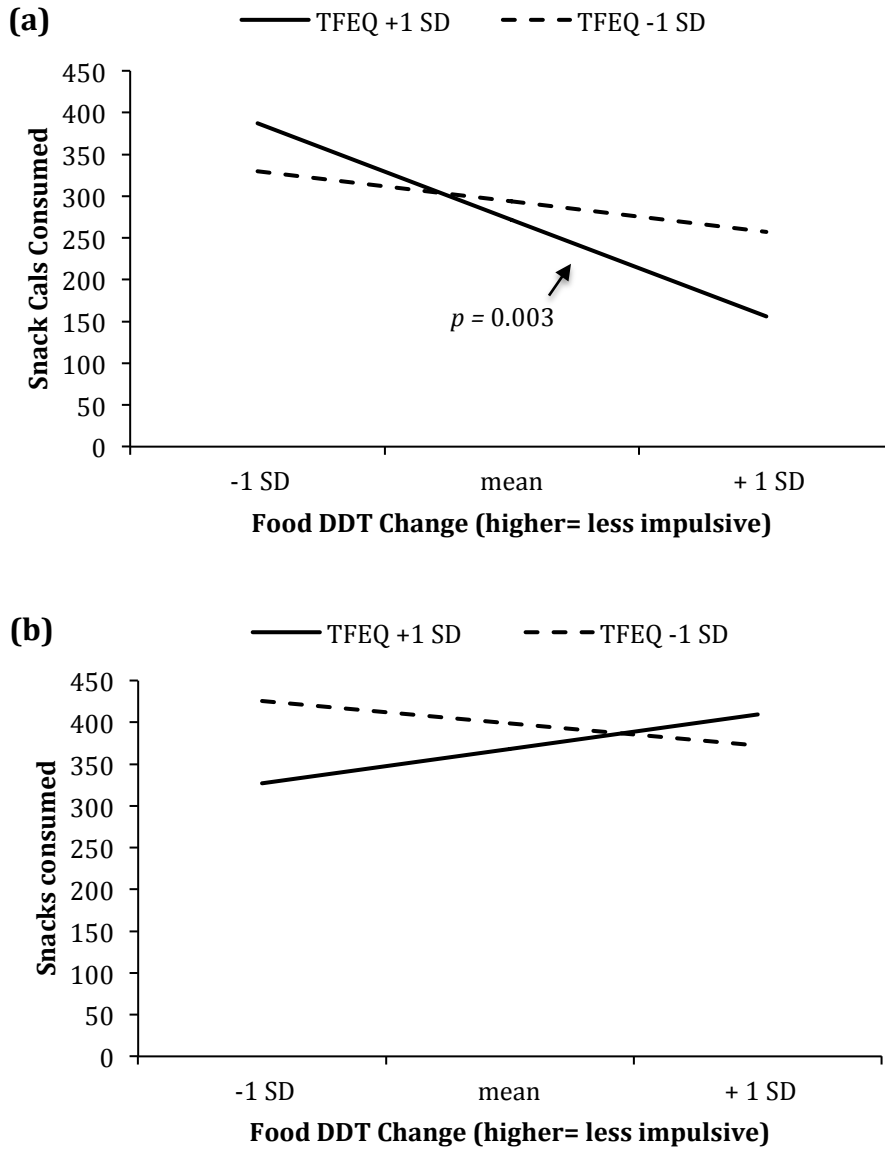 (a)
TFEQ +1 SD TFEQ -1 SD
450
400
350
300
250
200
150
100
50
0
Snack Cals Consumed
p = 0.003
-1 SD mean + 1 SD
Food DDT Change (higher= less impulsive)
(b)
TFEQ +1 SD TFEQ -1 SD
450
400
350
300
250
200
150
100
50
0
Snacks consumed
-1 SD mean + 1 SD
Food DDT Change (higher= less impulsive)